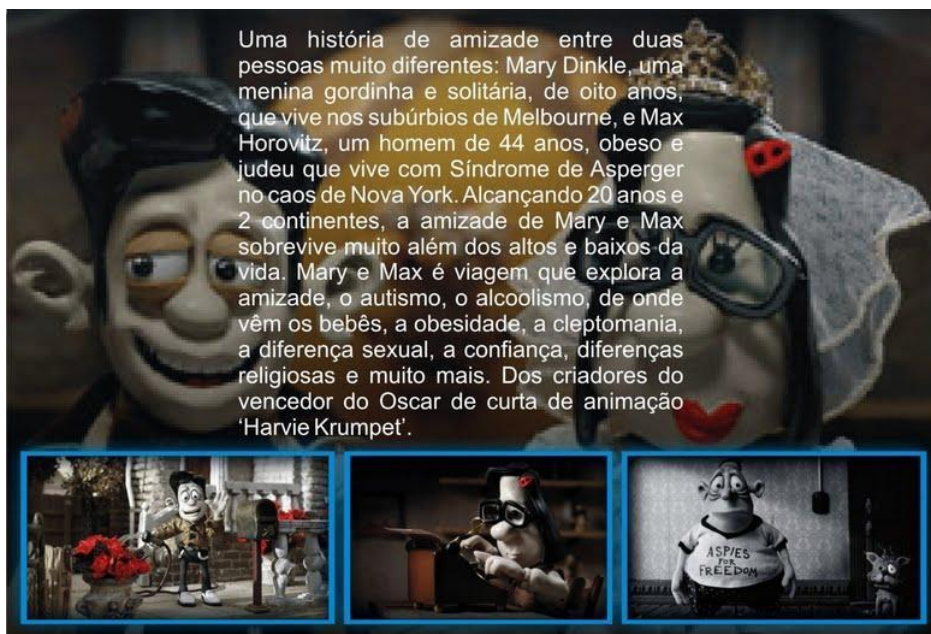 Uma história de amizade entre duas
pessoas muito diferentes: Mary Dinkle, uma
menina gordinha e solitária, de oito anos,
que vive nos subúrbios de Melbourne, e Max
Horovitz, um homem de 44 anos, obeso e
judeu que vive com Síndrome de Asperger
no caos de Nova York. Alcançando 20 anos e
2 continentes, a amizade de Mary e Max
sobrevive muito além dos altos e baixos da
vida. Mary e Max é viagem que explora a
amizade, o autismo, o alcoolismo, de onde
vêm os bebês, a obesidade, a cleptomania,
a diferença sexual, a confiança, diferenças
religiosas e muito mais. Dos criadores do
vencedor do Oscar de curta de animação
‘Harvie Krumpet’.
ASPIES
FOR
FREEDOM